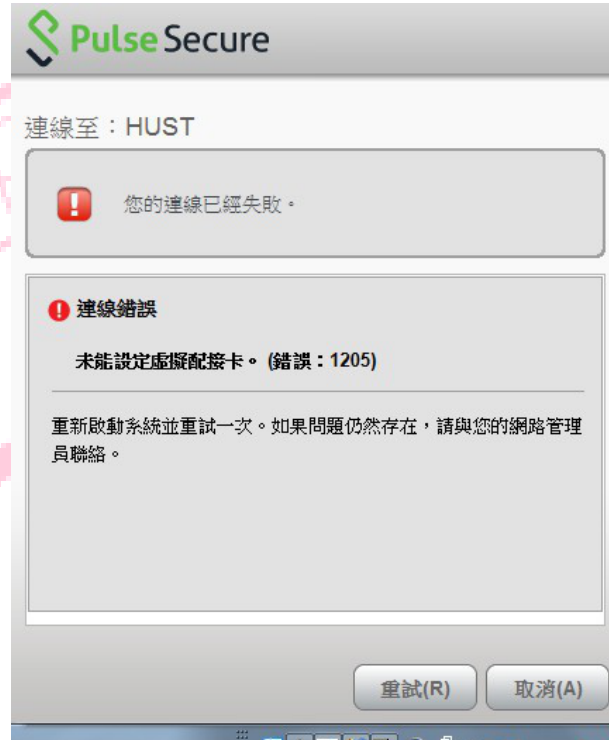 Pulse Secure
連線至：HUST
您的連線已經失敗。
連線錯誤
未能設定虛擬配接卡。(錯誤：1205)
重新啟動系統並重試一次。如果問題仍然存在，請與您的網路管理
員聯絡。
重試(R) 取消(A)